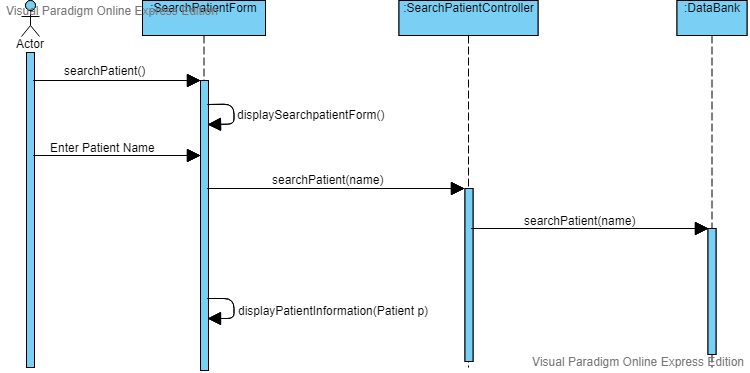 Visual Paradigm Online Express Edition
:SearchPatientForm
:SearchPatientController
:DataBank
Actor
searchPatient()
displaySearchpatientForm()
Enter Patient Name
searchPatient(name)
searchPatient(name)
displayPatientInformation(Patient p)
Visual Paradigm Online Express Edition